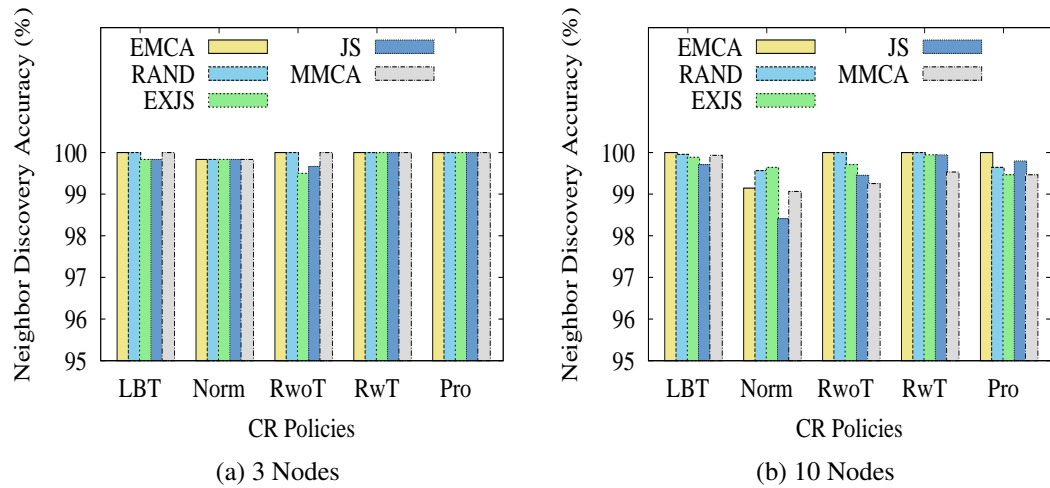 Neighbor Discovery Accuracy (%)
EMCA
RAND
EXJS
JS
MMCA
100
99
98
97
96
95
LBT Norm RwoT RwT Pro
CR Policies
(a) 3 Nodes
Neighbor Discovery Accuracy (%)
EMCA
RAND
EXJS
JS
MMCA
100
99
98
97
96
95
LBT Norm RwoT RwT Pro
CR Policies
(b) 10 Nodes